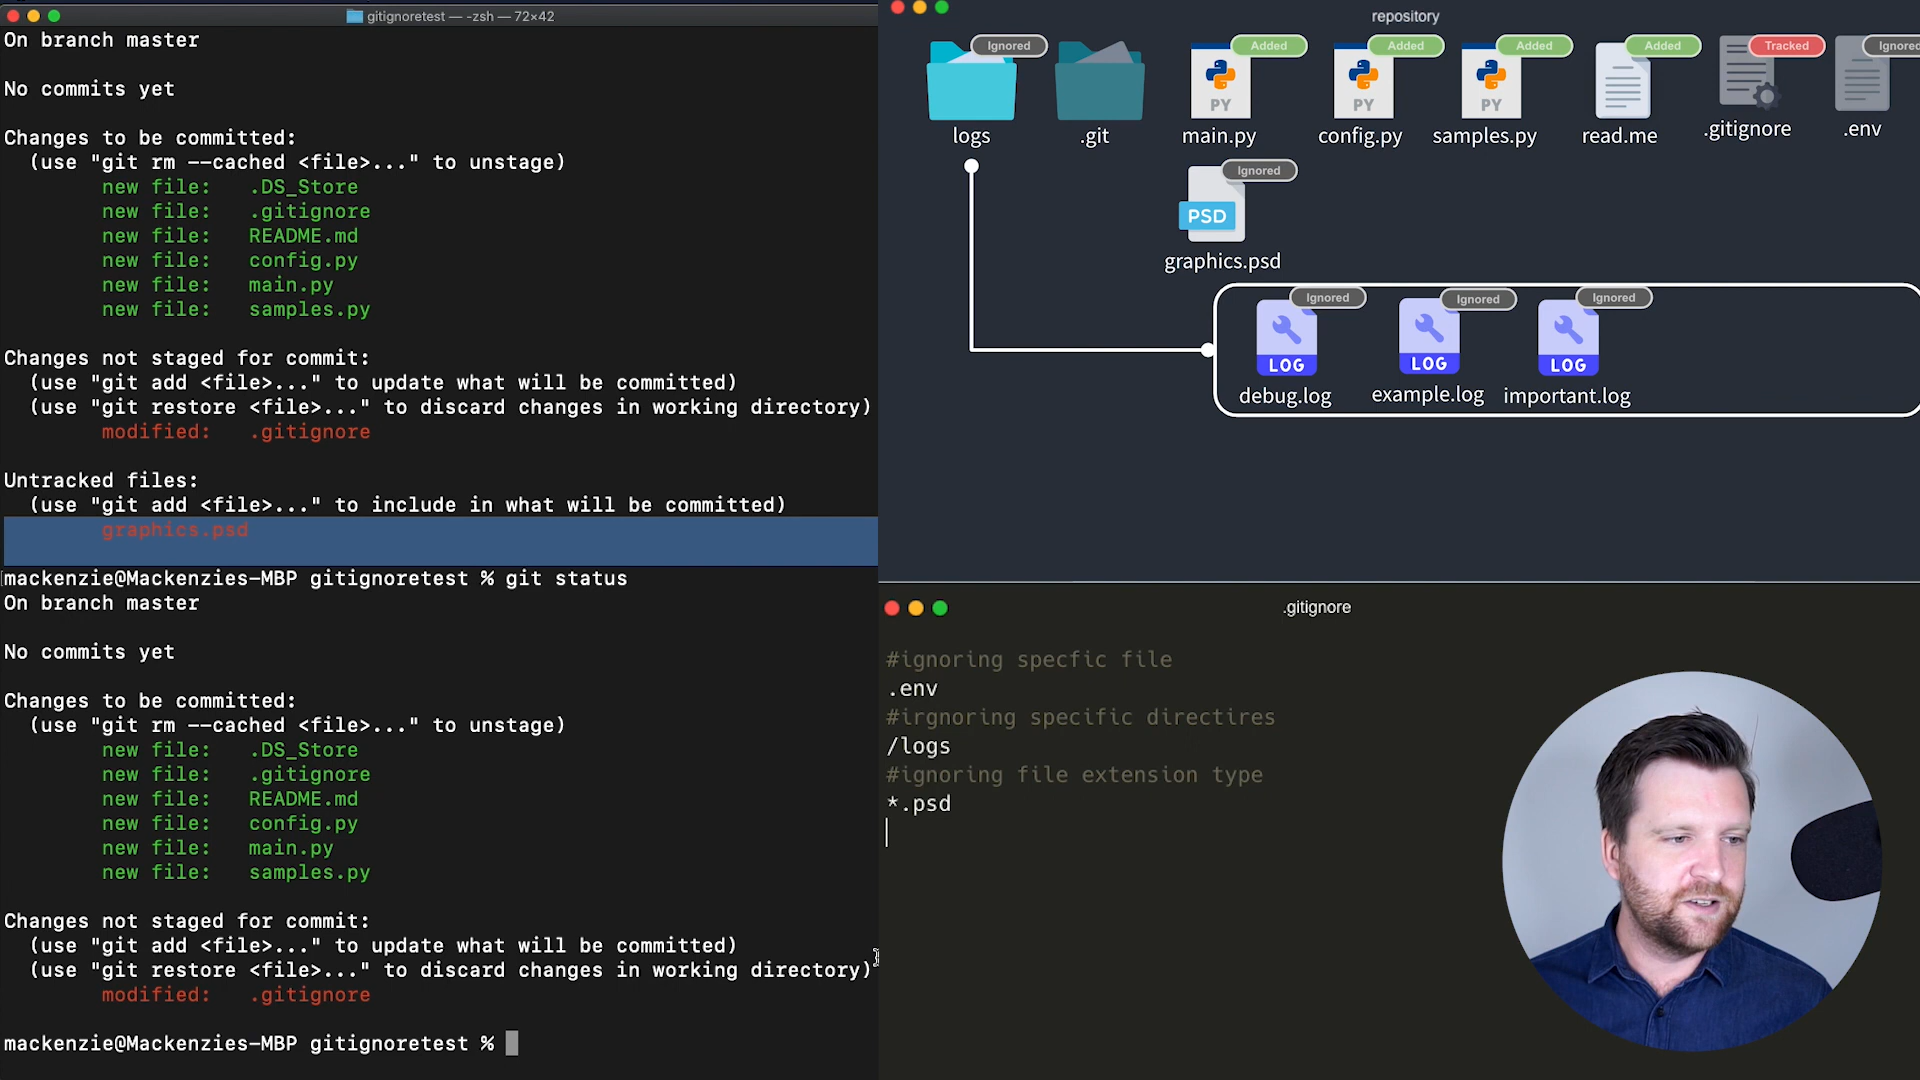 gitignoretest — -zsh — 72×42
On branch master
No commits yet
Changes to be committed:
(use "git rm --cached <file>..." to unstage)
new file: .DS_Store
new file: .gitignore
new file: README.md
new file: config.py
new file: main.py
new file: samples.py
Changes not staged for commit:
(use "git add <file>..." to update what will be committed)
(use "git restore <file>..." to discard changes in working directory)
modified: .gitignore
Untracked files:
(use "git add <file>..." to include in what will be committed)
graphics.psd
mackenzie@Mackenzies-MBP gitignoretest % git status
On branch master
No commits yet
Changes to be committed:
(use "git rm --cached <file>..." to unstage)
new file: .DS_Store
new file: .gitignore
new file: README.md
new file: config.py
new file: main.py
new file: samples.py
Changes not staged for commit:
(use "git add <file>..." to update what will be committed)
(use "git restore <file>..." to discard changes in working directory)
modified: .gitignore
mackenzie@Mackenzies-MBP gitignoretest %
repository
Ignored Added Added Added Added Tracked Ignored
PY PY PY
logs .git main.py config.py samples.py read.me .gitignore .env
Ignored
PSD
graphics.psd
Ignored Ignored Ignored
LOG LOG LOG
debug.log example.log important.log
.gitignore
#ignoring specfic file
.env
#irgnoring specific directires
/logs
#ignoring file extension type
*.psd